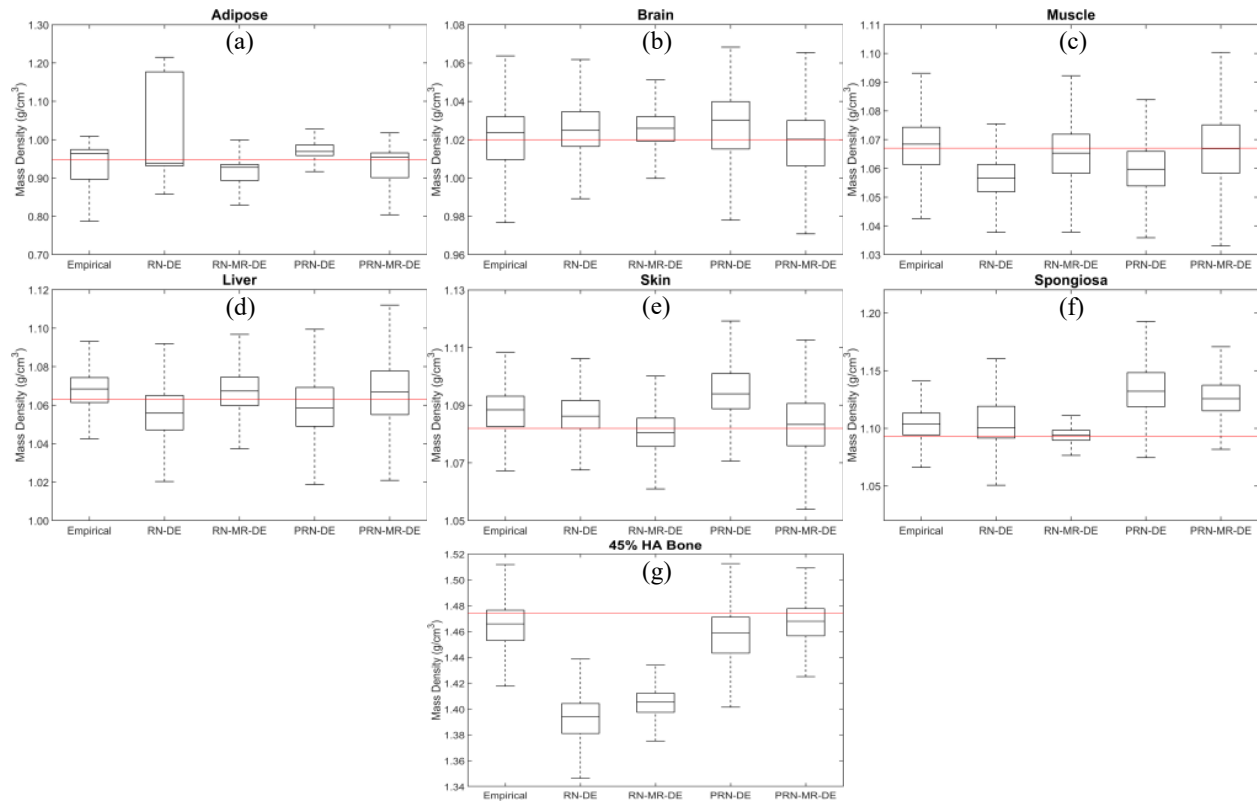 Adipose
(a)
Mass Density (g/cm³)
1.30
1.20
1.10
1.00
0.90
0.80
0.70
Empirical RN-DE RN-MR-DE PRN-DE PRN-MR-DE
Brain
(b)
Mass Density (g/cm³)
1.08
1.06
1.04
1.02
1.00
0.98
0.96
Empirical RN-DE RN-MR-DE PRN-DE PRN-MR-DE
Muscle
(c)
Mass Density (g/cm³)
1.11
1.10
1.09
1.08
1.07
1.06
1.05
1.04
1.03
Empirical RN-DE RN-MR-DE PRN-DE PRN-MR-DE
Liver
(d)
Mass Density (g/cm³)
1.12
1.10
1.08
1.06
1.04
1.02
1.00
Empirical RN-DE RN-MR-DE PRN-DE PRN-MR-DE
Skin
(e)
Mass Density (g/cm³)
1.13
1.11
1.09
1.07
1.05
Empirical RN-DE RN-MR-DE PRN-DE PRN-MR-DE
Spongiosa
(f)
Mass Density (g/cm³)
1.20
1.15
1.10
1.05
Empirical RN-DE RN-MR-DE PRN-DE PRN-MR-DE
45% HA Bone
(g)
Mass Density (g/cm³)
1.52
1.50
1.48
1.46
1.44
1.42
1.40
1.38
1.36
1.34
Empirical RN-DE RN-MR-DE PRN-DE PRN-MR-DE